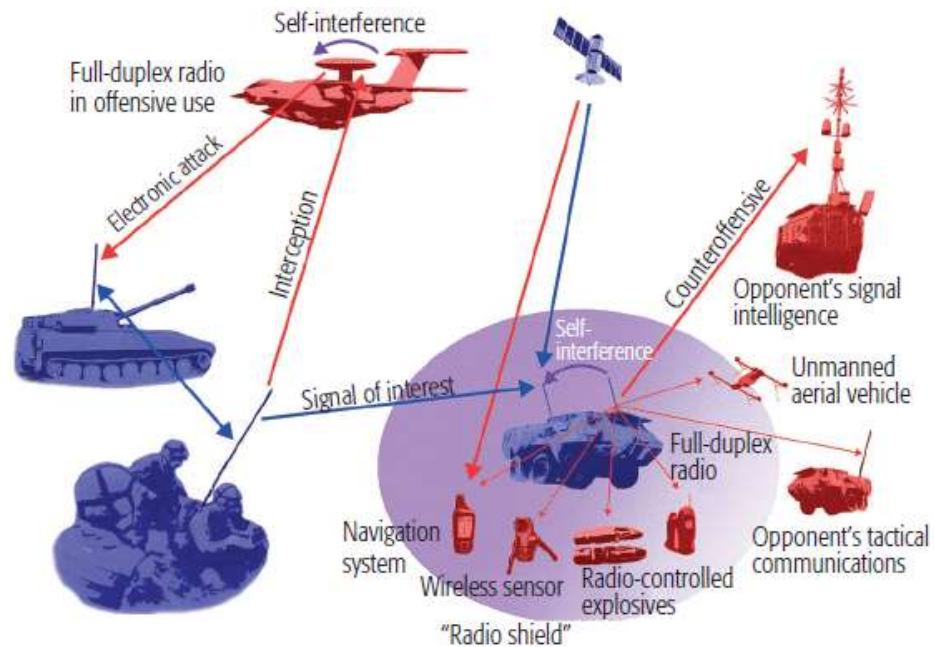 Self-interference
Full-duplex radio
in offensive use
Electronic attack
Interception
Counteroffensive
Opponent's signal
intelligence
Self-
interference
Unmanned
aerial vehicle
Signal of interest
Full-duplex
radio
Navigation
system
Wireless sensor
Radio-controlled
explosives
Opponent's tactical
communications
"Radio shield"